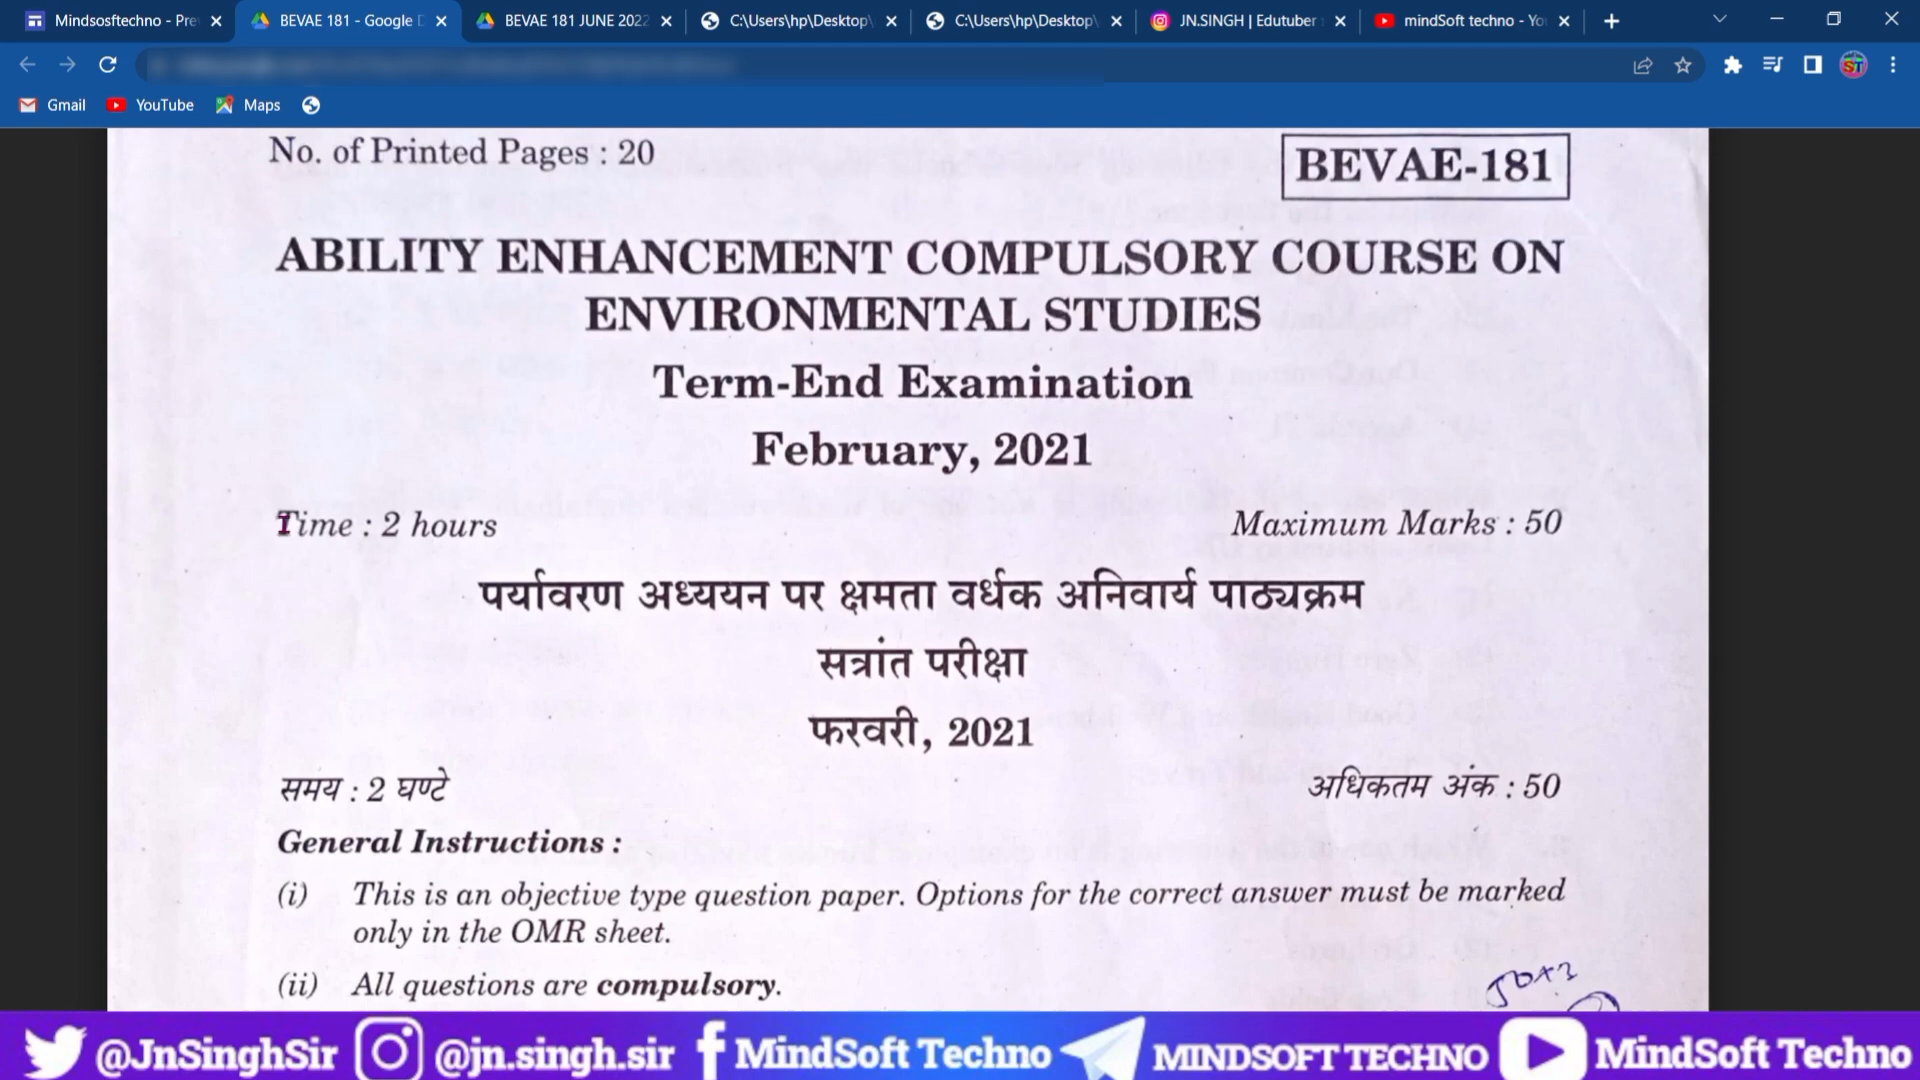 Mindsosftechno - Pre
BEVAE 181 - Google D
BEVAE 181 JUNE 2022
C:\Users\hp\Desktop\
C:\Users\hp\Desktop\
JN.SINGH | Edutuber
mindSoft techno - Yo
Gmail YouTube Maps
No. of Printed Pages : 20
BEVAE-181
ABILITY ENHANCEMENT COMPULSORY COURSE ON
ENVIRONMENTAL STUDIES
Term-End Examination
February, 2021
Time : 2 hours
Maximum Marks : 50
पर्यावरण अध्ययन पर क्षमता वर्धक अनिवार्य पाठ्यक्रम
सत्रांत परीक्षा
फरवरी, 2021
समय : 2 घण्टे
अधिकतम अंक : 50
General Instructions :
(i) This is an objective type question paper. Options for the correct answer must be marked
only in the OMR sheet.
(ii) All questions are compulsory.
50×2
@JnSinghSir @jn.singh.sir MindSoft Techno MINDSOFT TECHNO MindSoft Techno